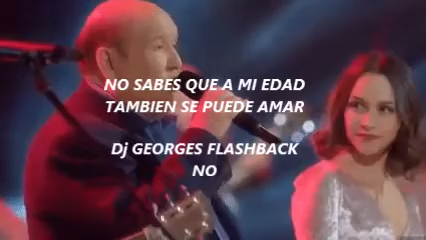 NO SABES QUE A MI EDAD
TAMBIEN SE PUEDE AMAR
Dj GEORGES FLASHBACK
NO